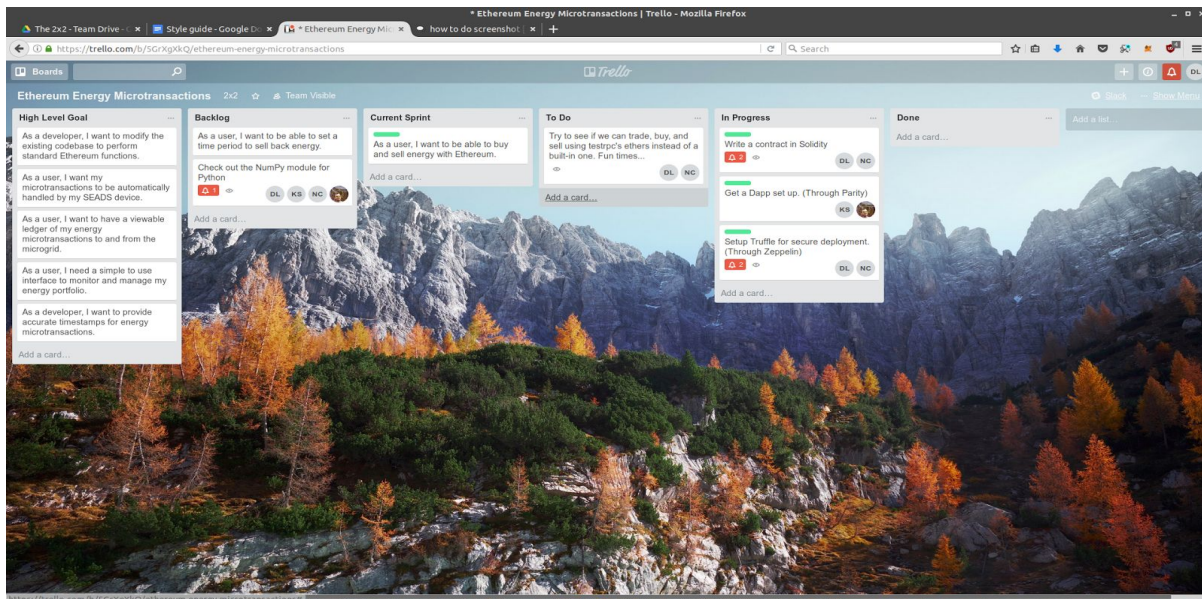 * Ethereum Energy Microtransactions | Trello - Mozilla Firefox
The 2x2 - Team Drive -
Style guide - Google Do
* Ethereum Energy Mic
how to do screenshot
https://trello.com/b/SGrXgXkQ/ethereum-energy-microtransactions
Search
Boards
Trello
DL
Ethereum Energy Microtransactions
2x2
Team Visible
Slack
Show Menu
High Level Goal
As a developer, I want to modify the
existing codebase to perform
standard Ethereum functions.
As a user, I want my
microtransactions to be automatically
handled by my SEADS device.
As a user, I want to have a viewable
ledger of my energy
microtransactions to and from the
microgrid.
As a user, I need a simple to use
interface to monitor and manage my
energy portfolio.
As a developer, I want to provide
accurate timestamps for energy
microtransactions.
Add a card...
Backlog
As a user, I want to be able to set a
time period to sell back energy.
Check out the NumPy module for
Python
1
DL KS NC
Add a card...
Current Sprint
As a user, I want to be able to buy
and sell energy with Ethereum.
Add a card...
To Do
Try to see if we can trade, buy, and
sell using testrpc's ethers instead of a
built-in one. Fun times...
DL NC
Add a card...
In Progress
Write a contract in Solidity
2
DL NC
Get a Dapp set up. (Through Parity)
KS
Setup Truffle for secure deployment.
(Through Zeppelin)
2
DL NC
Add a card...
Done
Add a card...
Add a list...